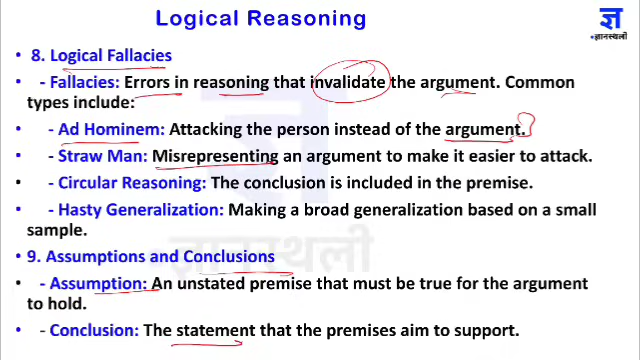 Logical Reasoning
ज्ञ
ज्ञानस्थली
• 8. Logical Fallacies
• - Fallacies: Errors in reasoning that invalidate the argument. Common
types include:
• - Ad Hominem: Attacking the person instead of the argument.
• - Straw Man: Misrepresenting an argument to make it easier to attack.
• - Circular Reasoning: The conclusion is included in the premise.
• - Hasty Generalization: Making a broad generalization based on a small
sample.
• 9. Assumptions and Conclusions
ज्ञानस्थली
• - Assumption: An unstated premise that must be true for the argument
to hold.
• - Conclusion: The statement that the premises aim to support.